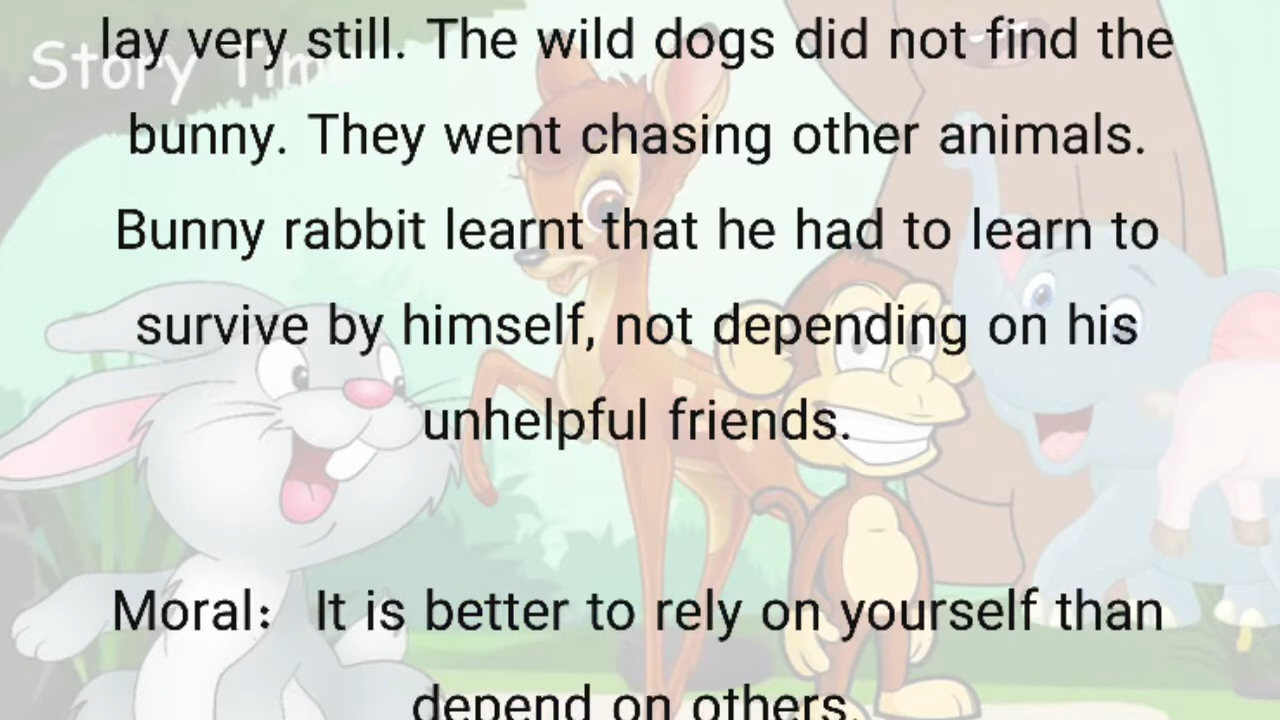 Story Tim
lay very still. The wild dogs did not find the
bunny. They went chasing other animals.
Bunny rabbit learnt that he had to learn to
survive by himself, not depending on his
unhelpful friends.
Moral: It is better to rely on yourself than
depend on others.